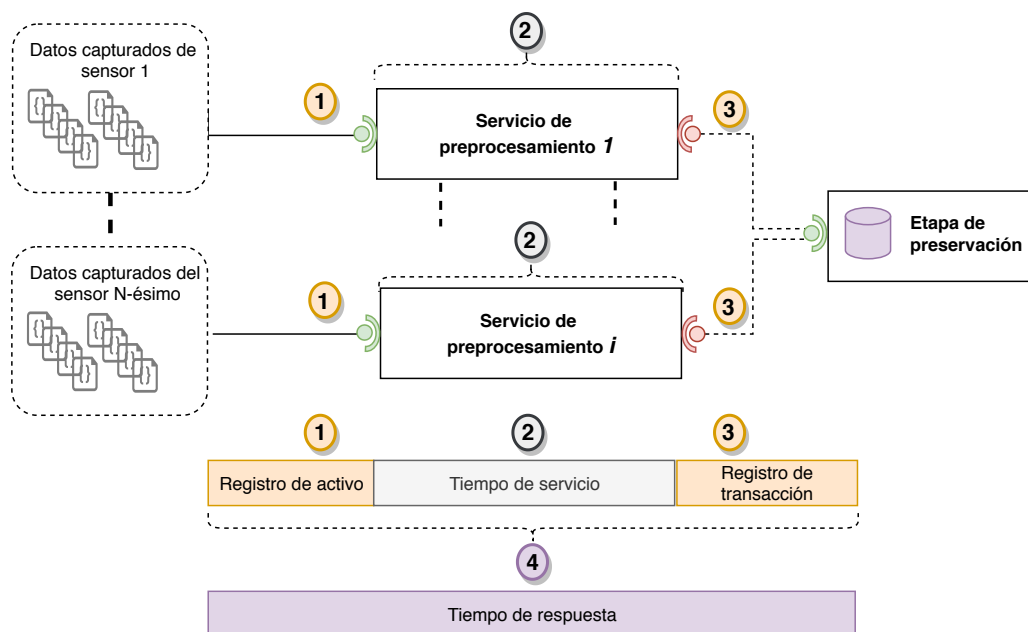 Datos capturados de
sensor 1
{} {} {} {} {} {} {} {}
1
2
Servicio de
preprocesamiento 1
3
Datos capturados del
sensor N-ésimo
{} {} {} {} {} {} {} {}
1
2
Servicio de
preprocesamiento i
3
Etapa de
preservación
1
2
3
Registro de activo
Tiempo de servicio
Registro de
transacción
4
Tiempo de respuesta